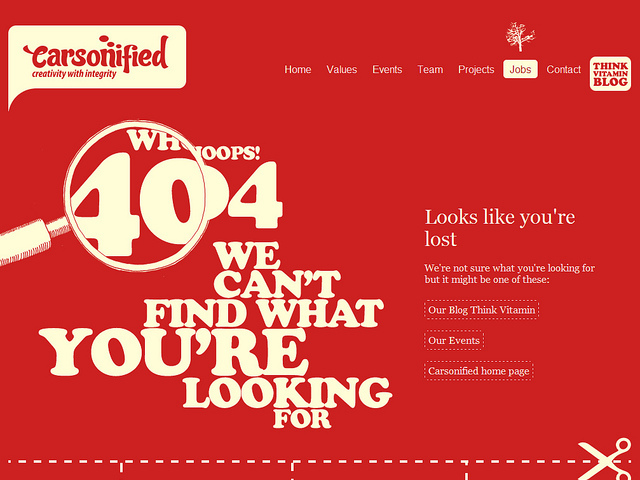 Carsonified
creativity with integrity
Home Values Events Team Projects Jobs Contact
THINK
VITAMIN
BLOG
WHOOOPS!
404
WE
CAN'T
FIND WHAT
YOU'RE
LOOKING
FOR
Looks like you're
lost
We're not sure what you're looking for
but it might be one of these:
Our Blog Think Vitamin
Our Events
Carsonified home page